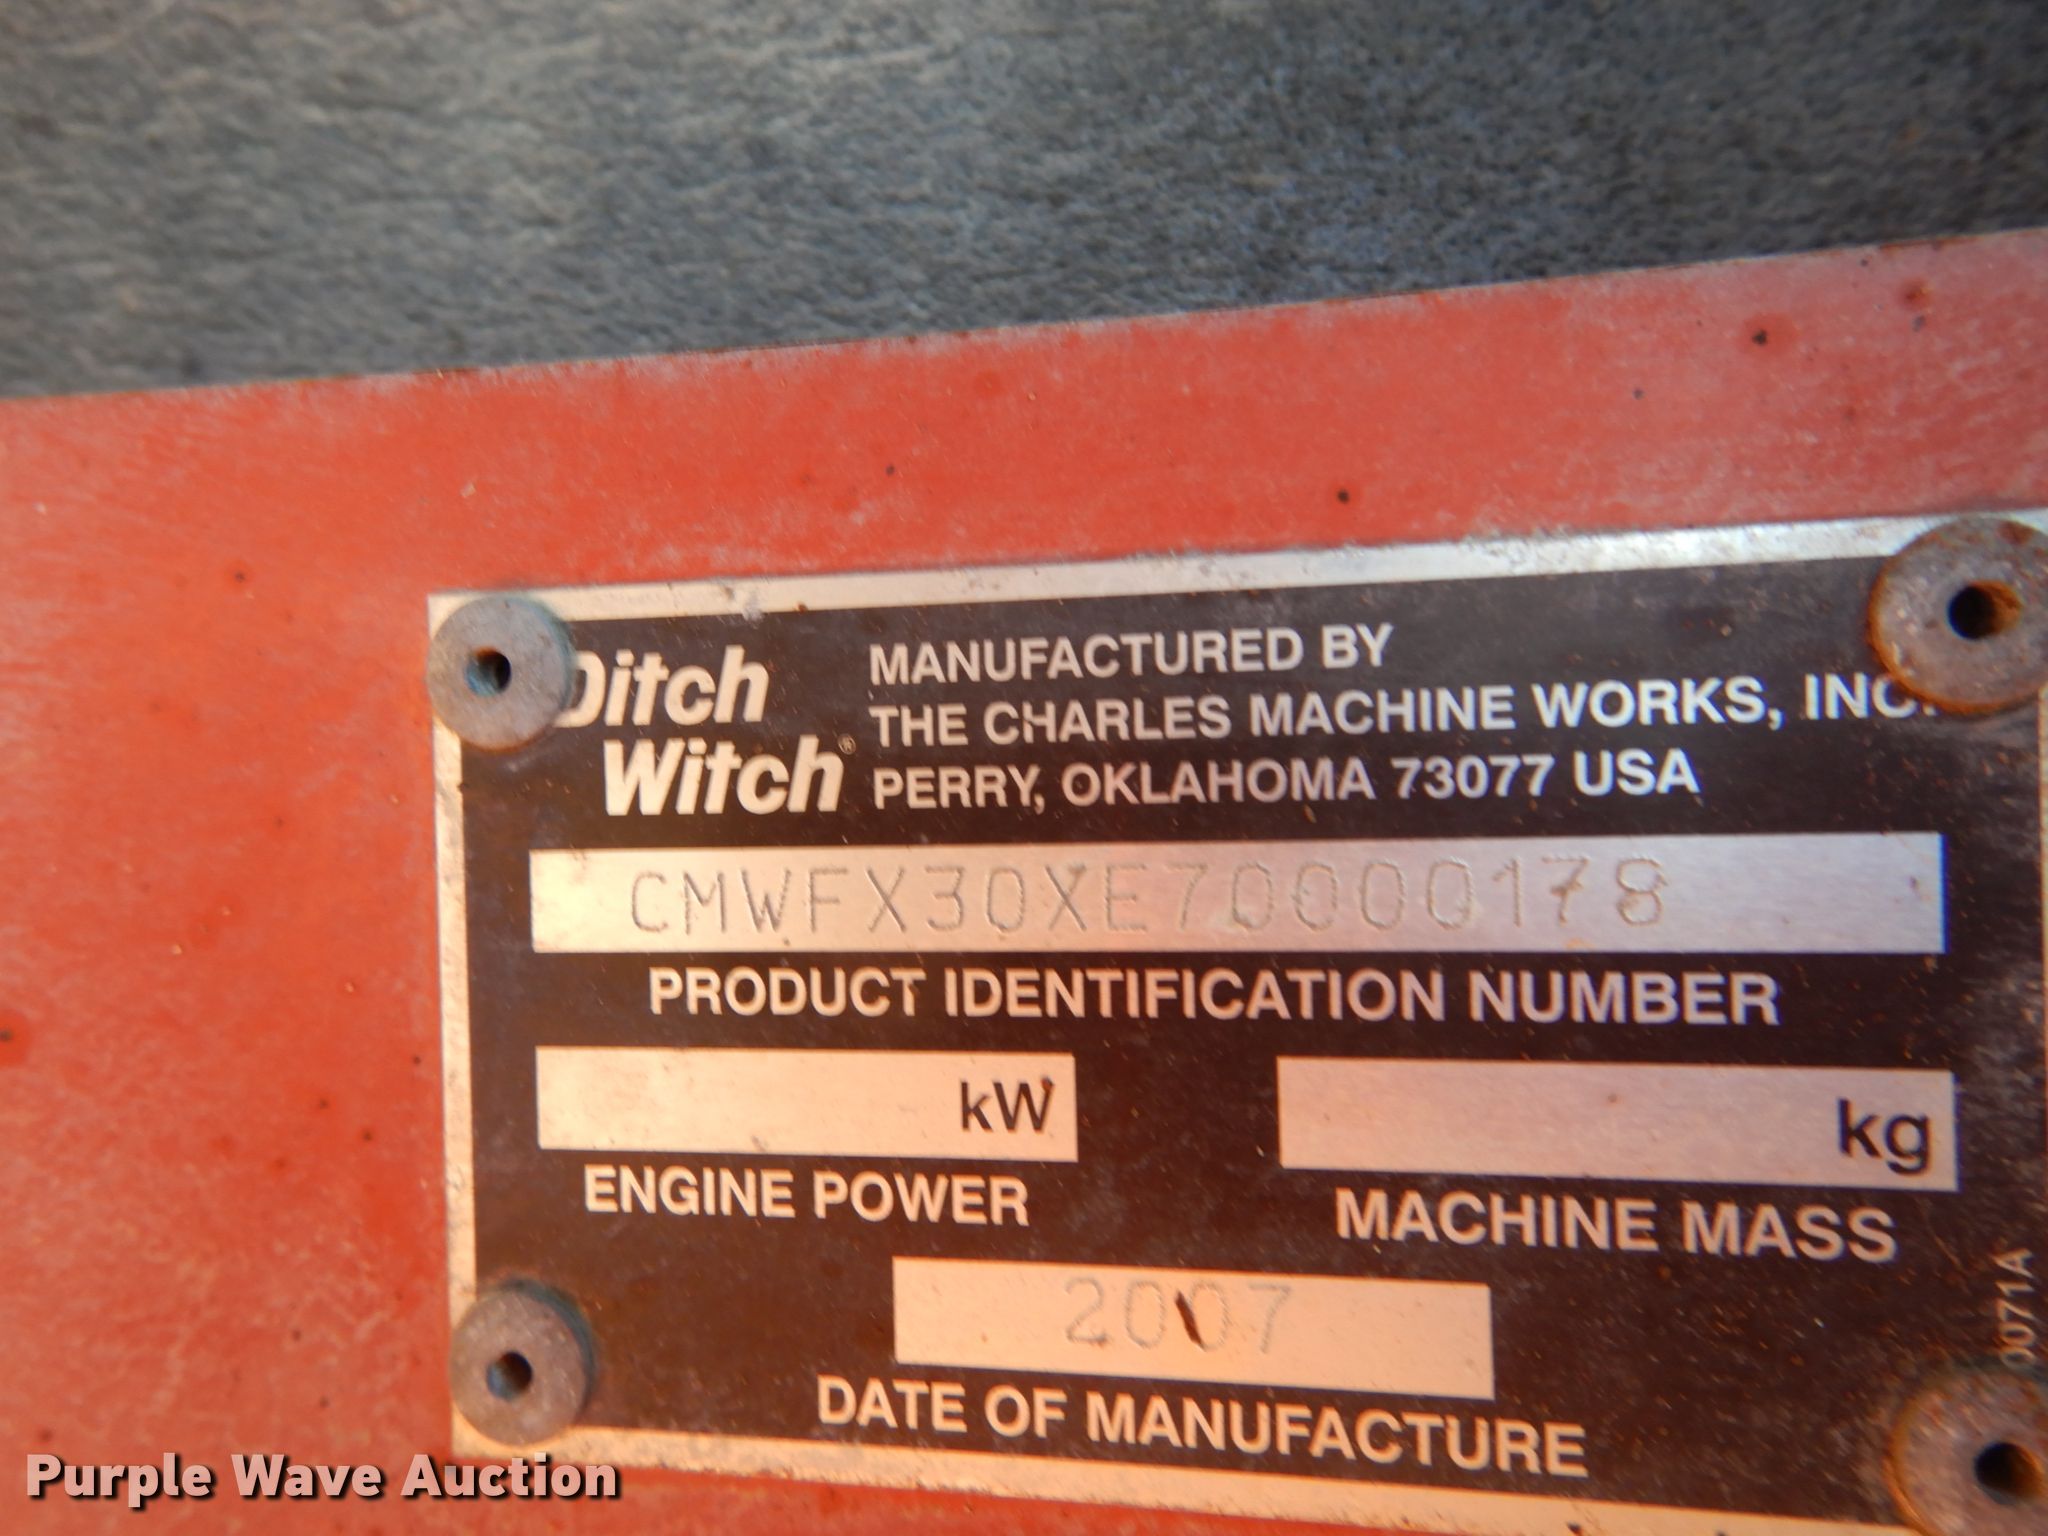 Ditch
Witch®
MANUFACTURED BY
THE CHARLES MACHINE WORKS, INC.
PERRY, OKLAHOMA 73077 USA
CMWFX30XE70000178
PRODUCT IDENTIFICATION NUMBER
kW
ENGINE POWER
kg
MACHINE MASS
2007
DATE OF MANUFACTURE
0071A
Purple Wave Auction